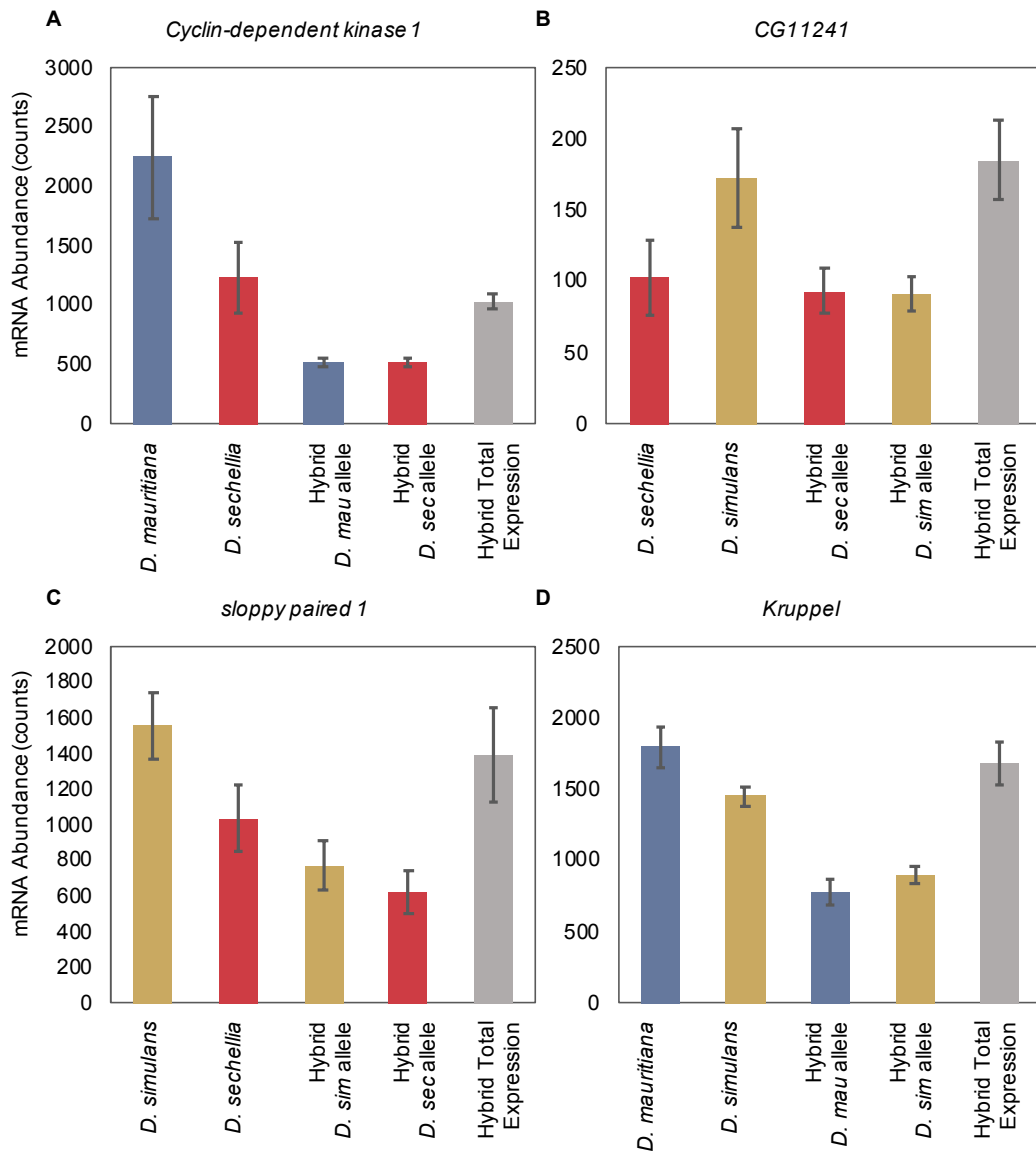 A
Cyclin-dependent kinase 1
mRNA Abundance (counts)
3000
2500
2000
1500
1000
500
0
D. mauritiana
D. sechellia
Hybrid
D. mau allele
Hybrid
D. sec allele
Hybrid Total
Expression
B
CG11241
250
200
150
100
50
0
D. sechellia
D. simulans
Hybrid
D. sec allele
Hybrid
D. sim allele
Hybrid Total
Expression
C
sloppy paired 1
mRNA Abundance (counts)
2000
1800
1600
1400
1200
1000
800
600
400
200
0
D. simulans
D. sechellia
Hybrid
D. sim allele
Hybrid
D. sec allele
Hybrid Total
Expression
D
Kruppel
2500
2000
1500
1000
500
0
D. mauritiana
D. simulans
Hybrid
D. mau allele
Hybrid
D. sim allele
Hybrid Total
Expression